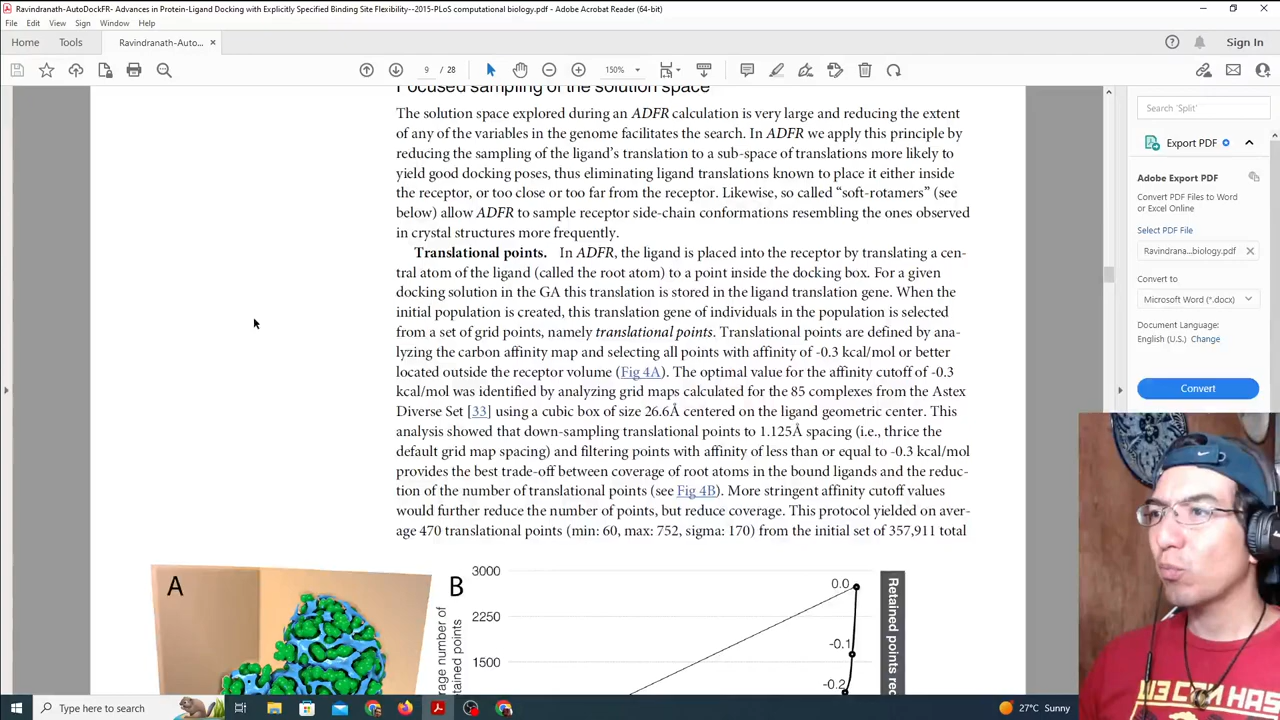 Ravindranath-AutoDockFR- Advances in Protein-Ligand Docking with Explicitly Specified Binding Site Flexibility--2015-PLoS computational biology.pdf - Adobe Acrobat Reader (64-bit)
File Edit View Sign Window Help
Home Tools Ravindranath-Auto... × Sign In
9 / 28 150%
Focused sampling of the solution space
The solution space explored during an ADFR calculation is very large and reducing the extent
of any of the variables in the genome facilitates the search. In ADFR we apply this principle by
reducing the sampling of the ligand's translation to a sub-space of translations more likely to
yield good docking poses, thus eliminating ligand translations known to place it either inside
the receptor, or too close or too far from the receptor. Likewise, so called “soft-rotamers” (see
below) allow ADFR to sample receptor side-chain conformations resembling the ones observed
in crystal structures more frequently.
Translational points. In ADFR, the ligand is placed into the receptor by translating a cen-
tral atom of the ligand (called the root atom) to a point inside the docking box. For a given
docking solution in the GA this translation is stored in the ligand translation gene. When the
initial population is created, this translation gene of individuals in the population is selected
from a set of grid points, namely translational points. Translational points are defined by ana-
lyzing the carbon affinity map and selecting all points with affinity of -0.3 kcal/mol or better
located outside the receptor volume (Fig 4A). The optimal value for the affinity cutoff of -0.3
kcal/mol was identified by analyzing grid maps calculated for the 85 complexes from the Astex
Diverse Set [33] using a cubic box of size 26.6Å centered on the ligand geometric center. This
analysis showed that down-sampling translational points to 1.125Å spacing (i.e., thrice the
default grid map spacing) and filtering points with affinity of less than or equal to -0.3 kcal/mol
provides the best trade-off between coverage of root atoms in the bound ligands and the reduc-
tion of the number of translational points (see Fig 4B). More stringent affinity cutoff values
would further reduce the number of points, but reduce coverage. This protocol yielded on aver-
age 470 translational points (min: 60, max: 752, sigma: 170) from the initial set of 357,911 total
A
B
3000
2250
1500
0.0
-0.1
-0.2
Search 'Split'
Export PDF
Adobe Export PDF
Convert PDF Files to Word
or Excel Online
Select PDF File
Ravindrana...biology.pdf ×
Convert to
Microsoft Word (*.docx)
Document Language:
English (U.S.) Change
Convert
Type here to search
27°C Sunny